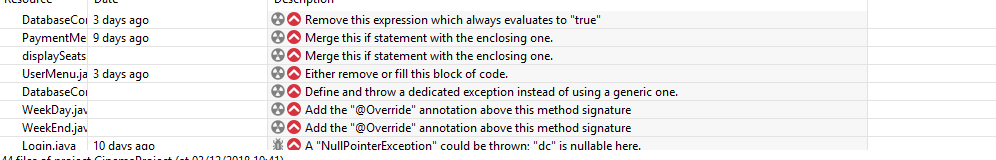 Resource Date Description
DatabaseCon 3 days ago Remove this expression which always evaluates to "true"
PaymentMe 9 days ago Merge this if statement with the enclosing one.
displaySeats Merge this if statement with the enclosing one.
UserMenu.ja 3 days ago Either remove or fill this block of code.
DatabaseCon Define and throw a dedicated exception instead of using a generic one.
WeekDay.jav Add the "@Override" annotation above this method signature
WeekEnd.jav Add the "@Override" annotation above this method signature
Login.java 10 days ago A "NullPointerException" could be thrown; "dc" is nullable here.
44 files of project CinemaProject (at 03/12/2018 10:41)